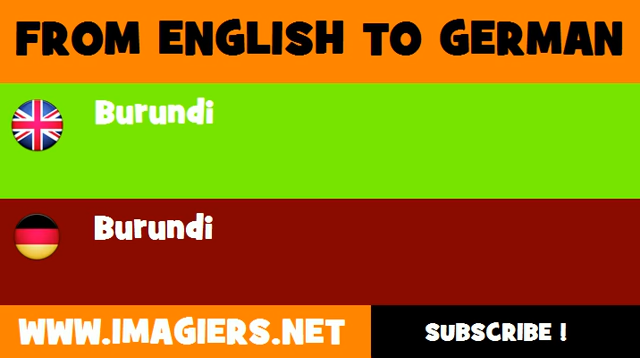 FROM ENGLISH TO GERMAN
Burundi
Burundi
WWW.IMAGIERS.NET
SUBSCRIBE !